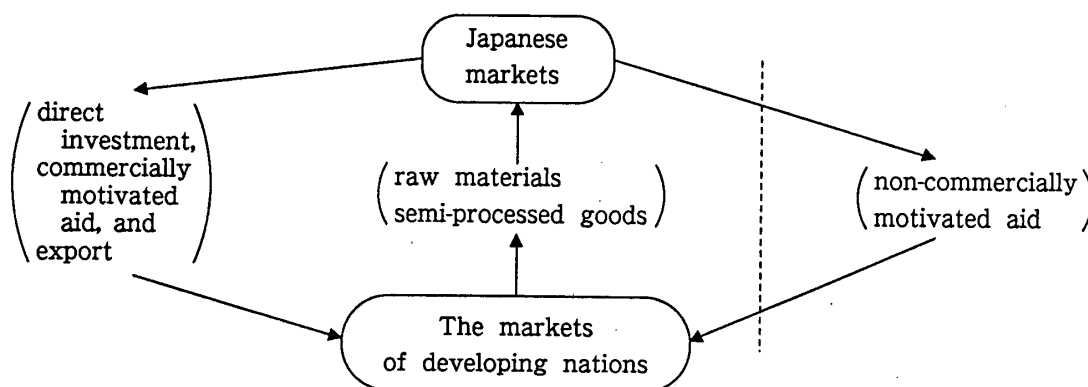 Japanese
markets
direct
investment,
commercially
motivated
aid, and
export
raw materials
semi-processed goods
non-commercially
motivated aid
The markets
of developing nations